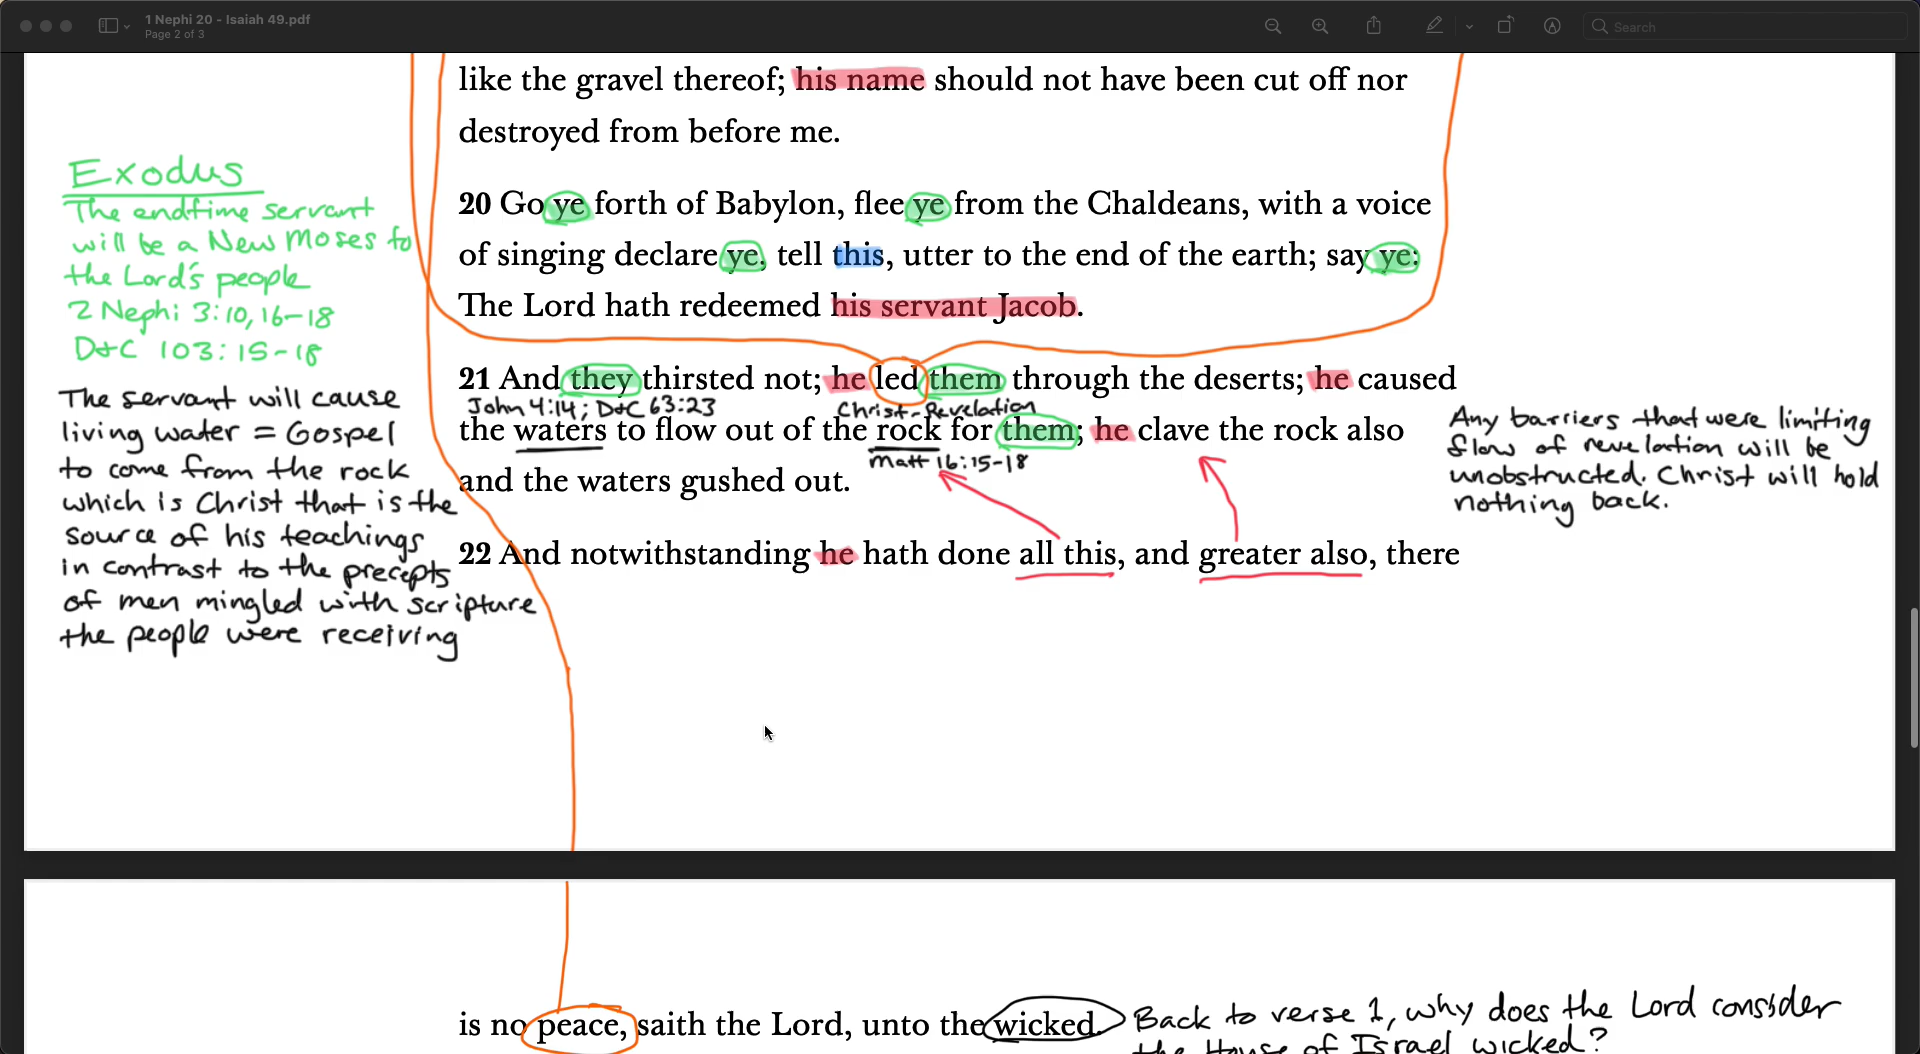 1 Nephi 20 - Isaiah 49.pdf
Page 2 of 3
Search
like the gravel thereof; his name should not have been cut off nor
destroyed from before me.
Exodus
The endtime servant
will be a New Moses to
the Lord's people
2 Nephi 3:10, 16-18
D+C 103:15-18
20 Go ye forth of Babylon, flee ye from the Chaldeans, with a voice
of singing declare ye, tell this, utter to the end of the earth; say ye:
The Lord hath redeemed his servant Jacob.
21 And they thirsted not; he led them through the deserts; he caused
John 4:14; D+C 63:23
Christ-Revelation
the waters to flow out of the rock for them; he clave the rock also
Matt 16:15-18
and the waters gushed out.
The servant will cause
living water = Gospel
to come from the rock
which is Christ that is the
source of his teachings
in contrast to the precepts
of men mingled with scripture
the people were receiving
Any barriers that were limiting
flow of revelation will be
unobstructed. Christ will hold
nothing back.
22 And notwithstanding he hath done all this, and greater also, there
is no peace, saith the Lord, unto the wicked.
Back to verse 1, why does the Lord consider
the House of Israel wicked?